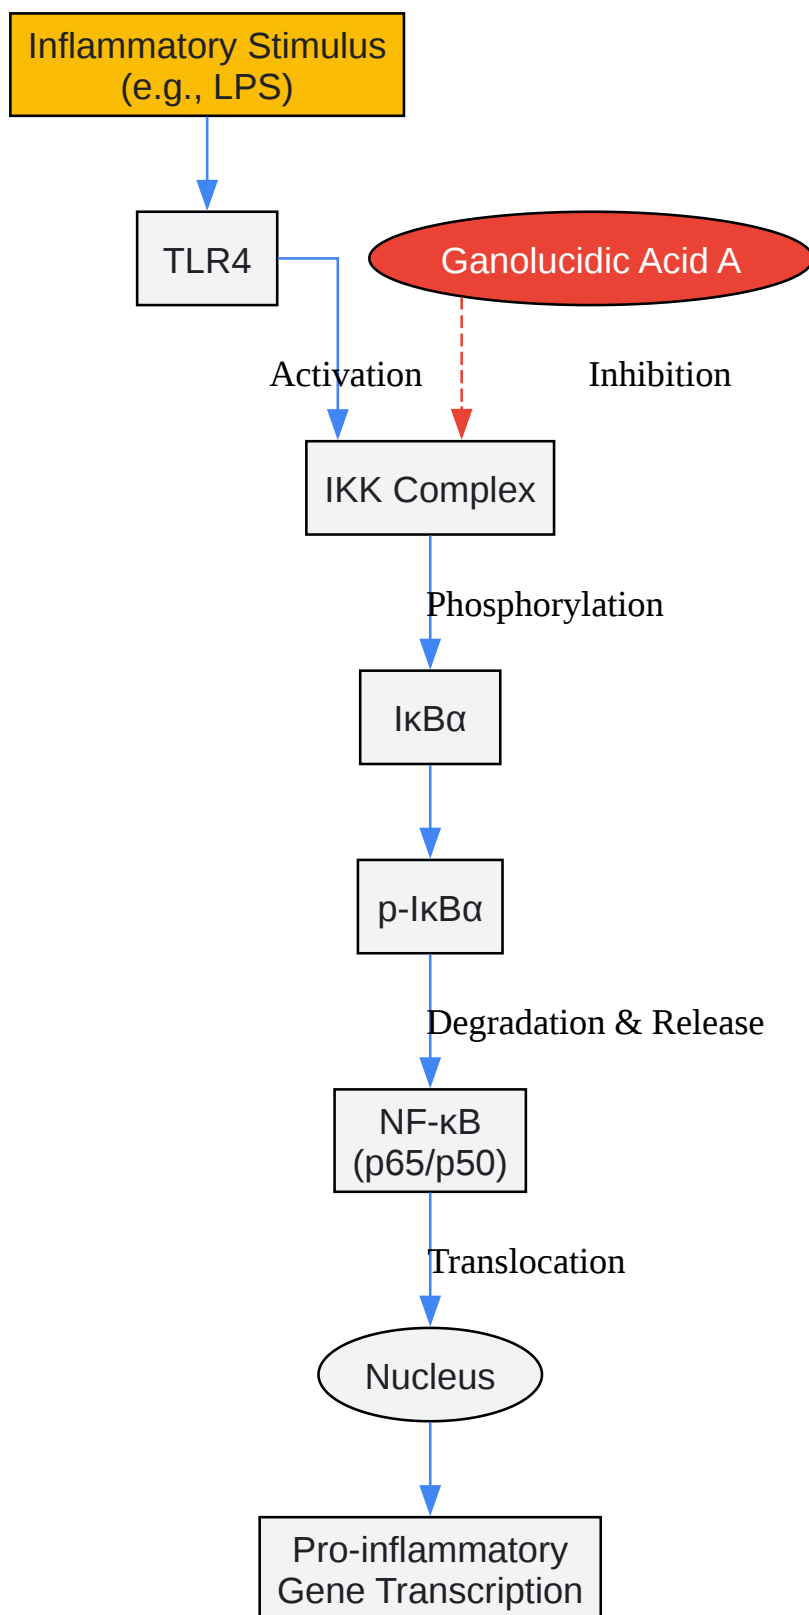 Inflammatory Stimulus
(e.g., LPS)
TLR4
Ganolucidic Acid A
Activation
Inhibition
IKK Complex
Phosphorylation
IκBα
p-IκBα
Degradation & Release
NF-κB
(p65/p50)
Translocation
Nucleus
Pro-inflammatory
Gene Transcription